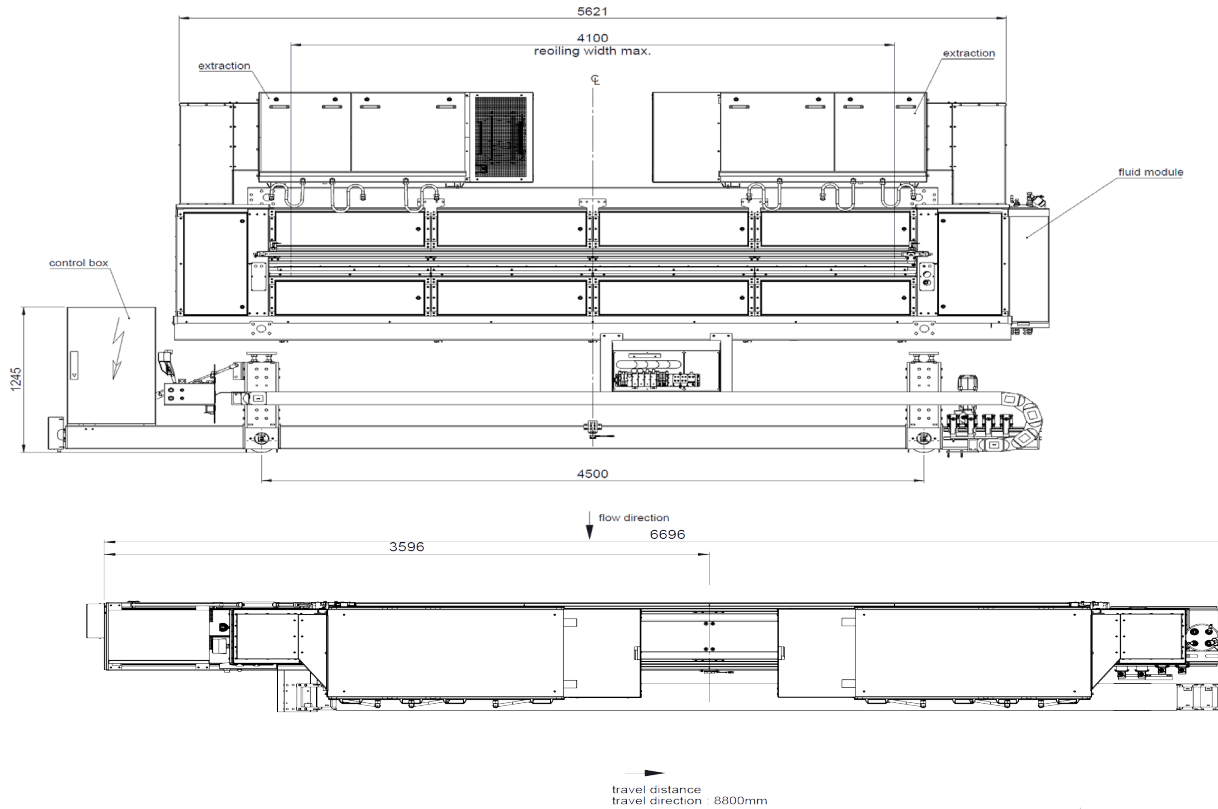 5621
4100
reoiling width max.
extraction
℄
extraction
fluid module
control box
1245
4500
flow direction
6696
3596
travel distance
travel direction : 8800mm